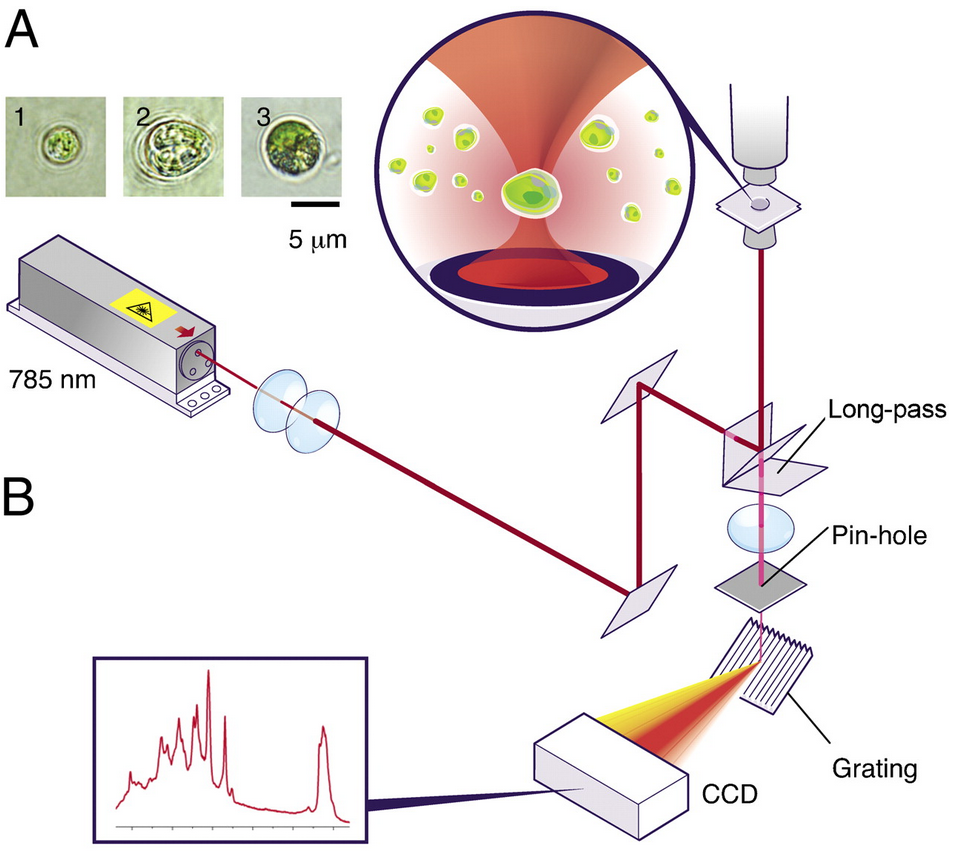 A
1
2
3
5 μm
785 nm
Long-pass
B
Pin-hole
Grating
CCD